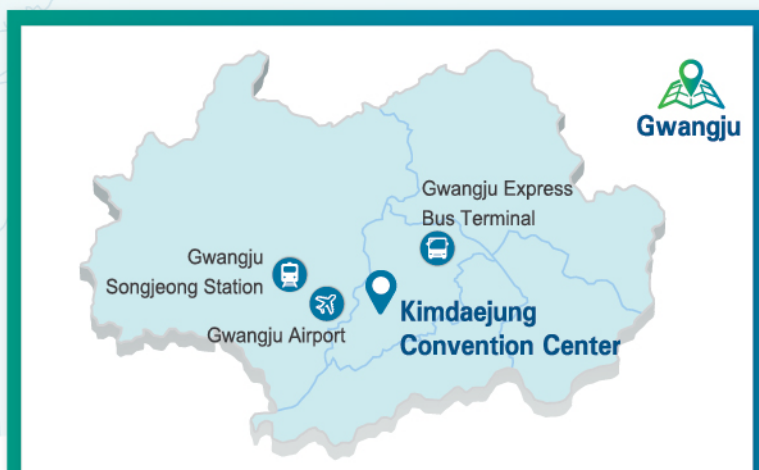 Gwangju
Gwangju Express
Bus Terminal
Gwangju
Songjeong Station
Kimdaejung
Convention Center
Gwangju Airport